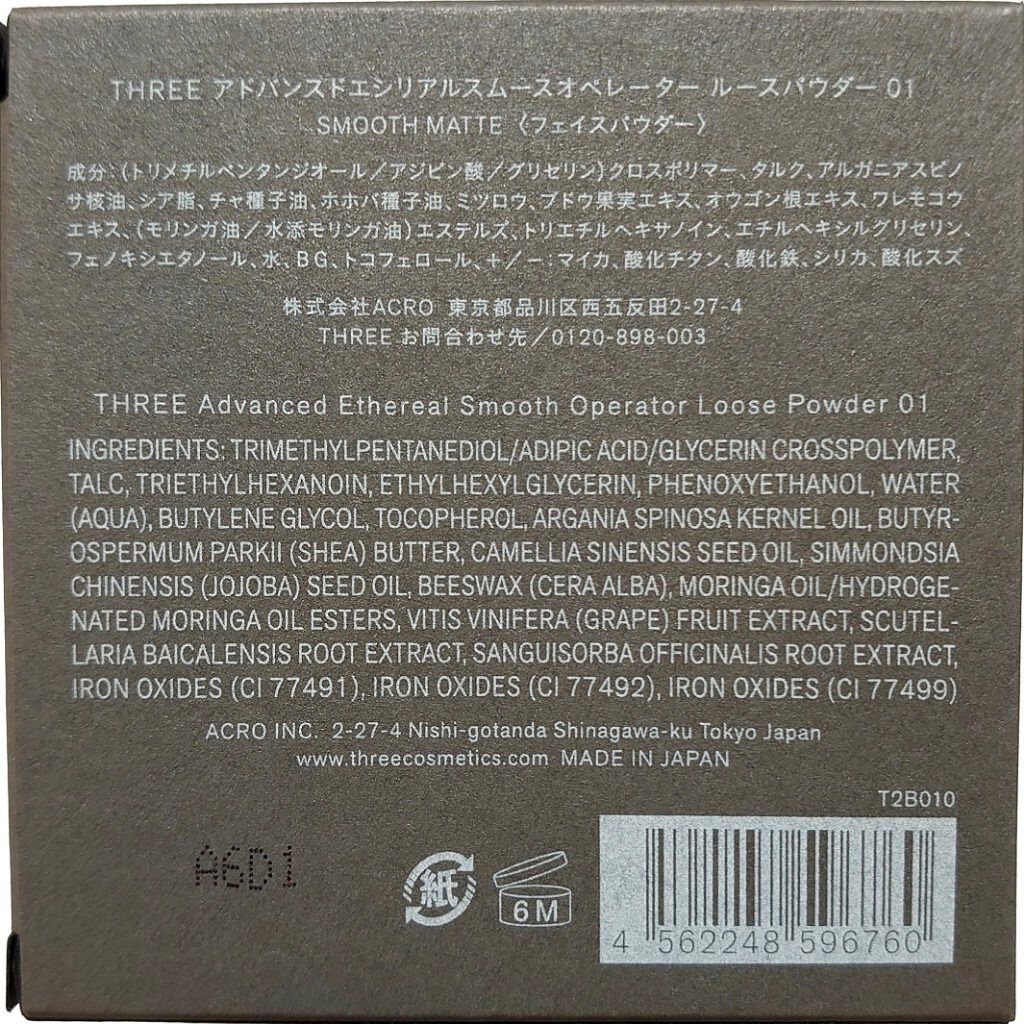 THREE アドバンスドエシリアルスムースオペレーター ルースパウダー 01
SMOOTH MATTE 〈フェイスパウダー〉
成分:(トリメチルペンタンジオール/アジピン酸/グリセリン)クロスポリマー、タルク、アルガニアスピノ
サ核油、シア脂、チャ種子油、ホホバ種子油、ミツロウ、ブドウ果実エキス、オウゴン根エキス、ワレモコウ
エキス、(モリンガ油/水添モリンガ油)エステルズ、トリエチルヘキサノイン、エチルヘキシルグリセリン、
フェノキシエタノール、水、BG、トコフェロール、+/-:マイカ、酸化チタン、酸化鉄、シリカ、酸化スズ
株式会社ACRO 東京都品川区西五反田2-27-4
THREE お問合わせ先/0120-898-003
THREE Advanced Ethereal Smooth Operator Loose Powder 01
INGREDIENTS: TRIMETHYLPENTANEDIOL/ADIPIC ACID/GLYCERIN CROSSPOLYMER,
TALC, TRIETHYLHEXANOIN, ETHYLHEXYLGLYCERIN, PHENOXYETHANOL, WATER
(AQUA), BUTYLENE GLYCOL, TOCOPHEROL, ARGANIA SPINOSA KERNEL OIL, BUTYR-
OSPERMUM PARKII (SHEA) BUTTER, CAMELLIA SINENSIS SEED OIL, SIMMONDSIA
CHINENSIS (JOJOBA) SEED OIL, BEESWAX (CERA ALBA), MORINGA OIL/HYDROGE-
NATED MORINGA OIL ESTERS, VITIS VINIFERA (GRAPE) FRUIT EXTRACT, SCUTEL-
LARIA BAICALENSIS ROOT EXTRACT, SANGUISORBA OFFICINALIS ROOT EXTRACT,
IRON OXIDES (CI 77491), IRON OXIDES (CI 77492), IRON OXIDES (CI 77499)
ACRO INC. 2-27-4 Nishi-gotanda Shinagawa-ku Tokyo Japan
www.threecosmetics.com MADE IN JAPAN
T2B010
A6D1
紙
6M
4 562248 596760